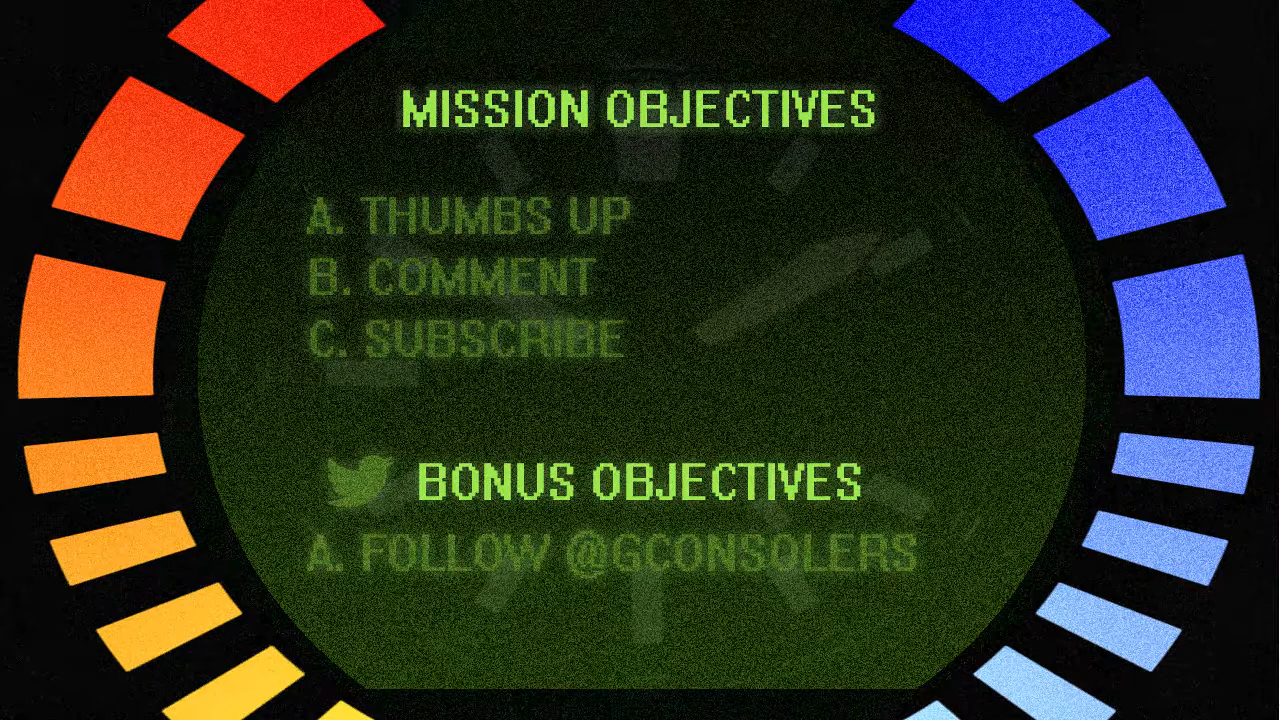 MISSION OBJECTIVES
A. THUMBS UP
B. COMMENT
C. SUBSCRIBE
BONUS OBJECTIVES
A. FOLLOW @GCONSOLERS